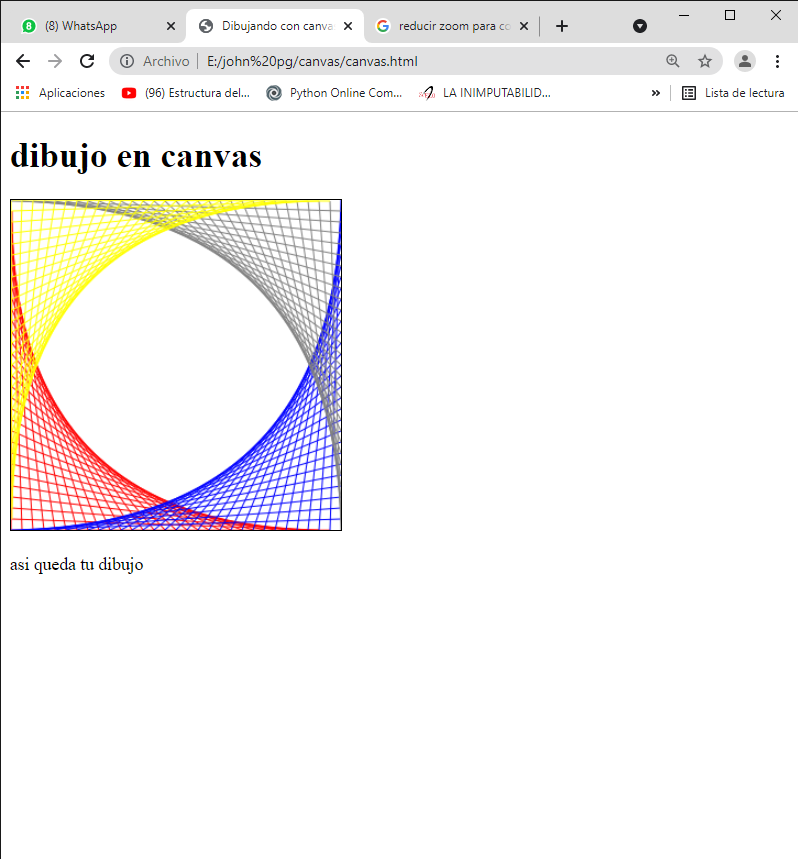 (8) WhatsApp
Dibujando con canva
reducir zoom para co
Archivo | E:/john%20pg/canvas/canvas.html
Aplicaciones (96) Estructura del... Python Online Com... LA INIMPUTABILID... » Lista de lectura
dibujo en canvas
asi queda tu dibujo